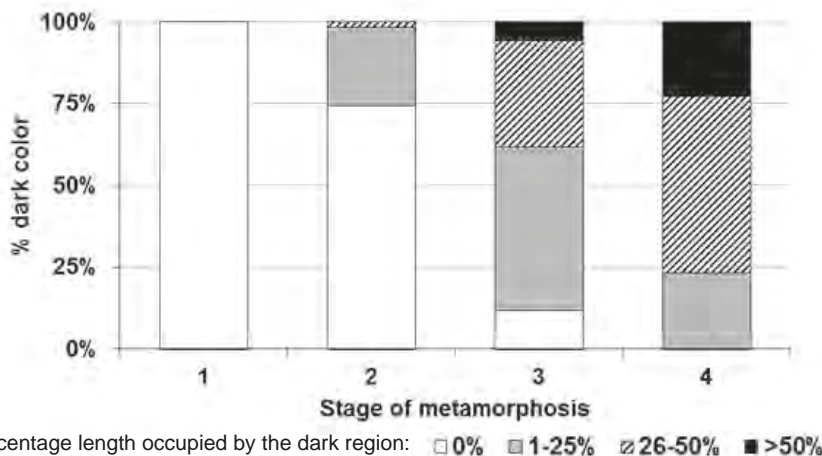 100%
75%
50%
25%
0%
% dark color
1 2 3 4
Stage of metamorphosis
centage length occupied by the dark region: 0% 1-25% 26-50% >50%